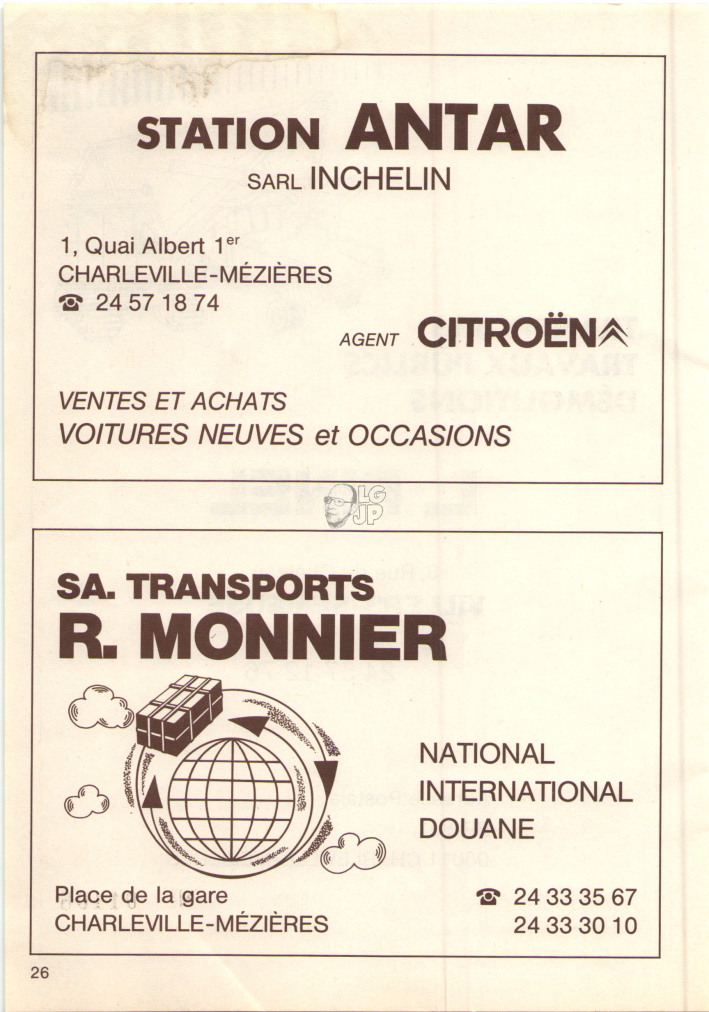 STATION ANTAR
SARL INCHELIN
1, Quai Albert 1er
CHARLEVILLE-MÉZIÈRES
☎ 24 57 18 74
AGENT CITROËN
VENTES ET ACHATS
VOITURES NEUVES et OCCASIONS
LG
JP
SA. TRANSPORTS
R. MONNIER
NATIONAL
INTERNATIONAL
DOUANE
Place de la gare
CHARLEVILLE-MÉZIÈRES
☎ 24 33 35 67
24 33 30 10
26